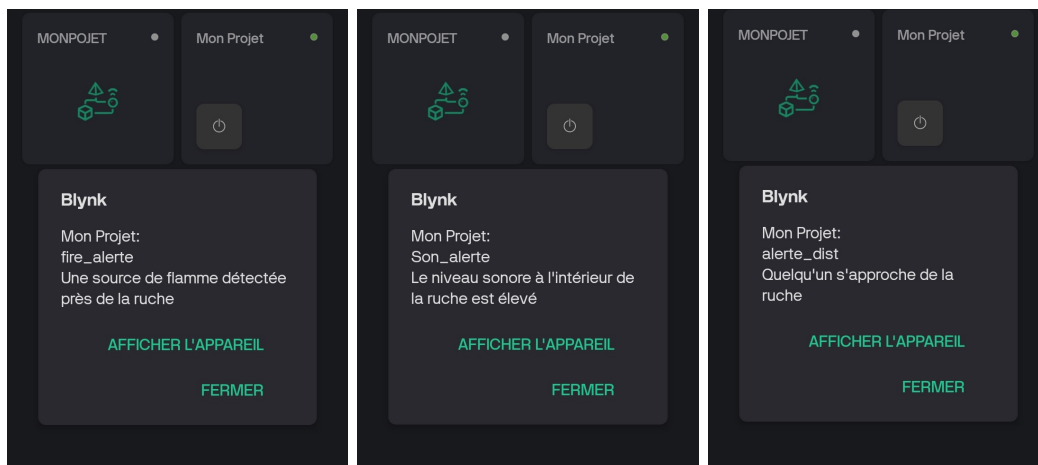 MONPOJET
Mon Projet
Blynk
Mon Projet:
fire_alerte
Une source de flamme détectée
près de la ruche
AFFICHER L'APPAREIL
FERMER
MONPOJET
Mon Projet
Blynk
Mon Projet:
Son_alerte
Le niveau sonore à l'intérieur de
la ruche est élevé
AFFICHER L'APPAREIL
FERMER
MONPOJET
Mon Projet
Blynk
Mon Projet:
alerte_dist
Quelqu'un s'approche de la
ruche
AFFICHER L'APPAREIL
FERMER